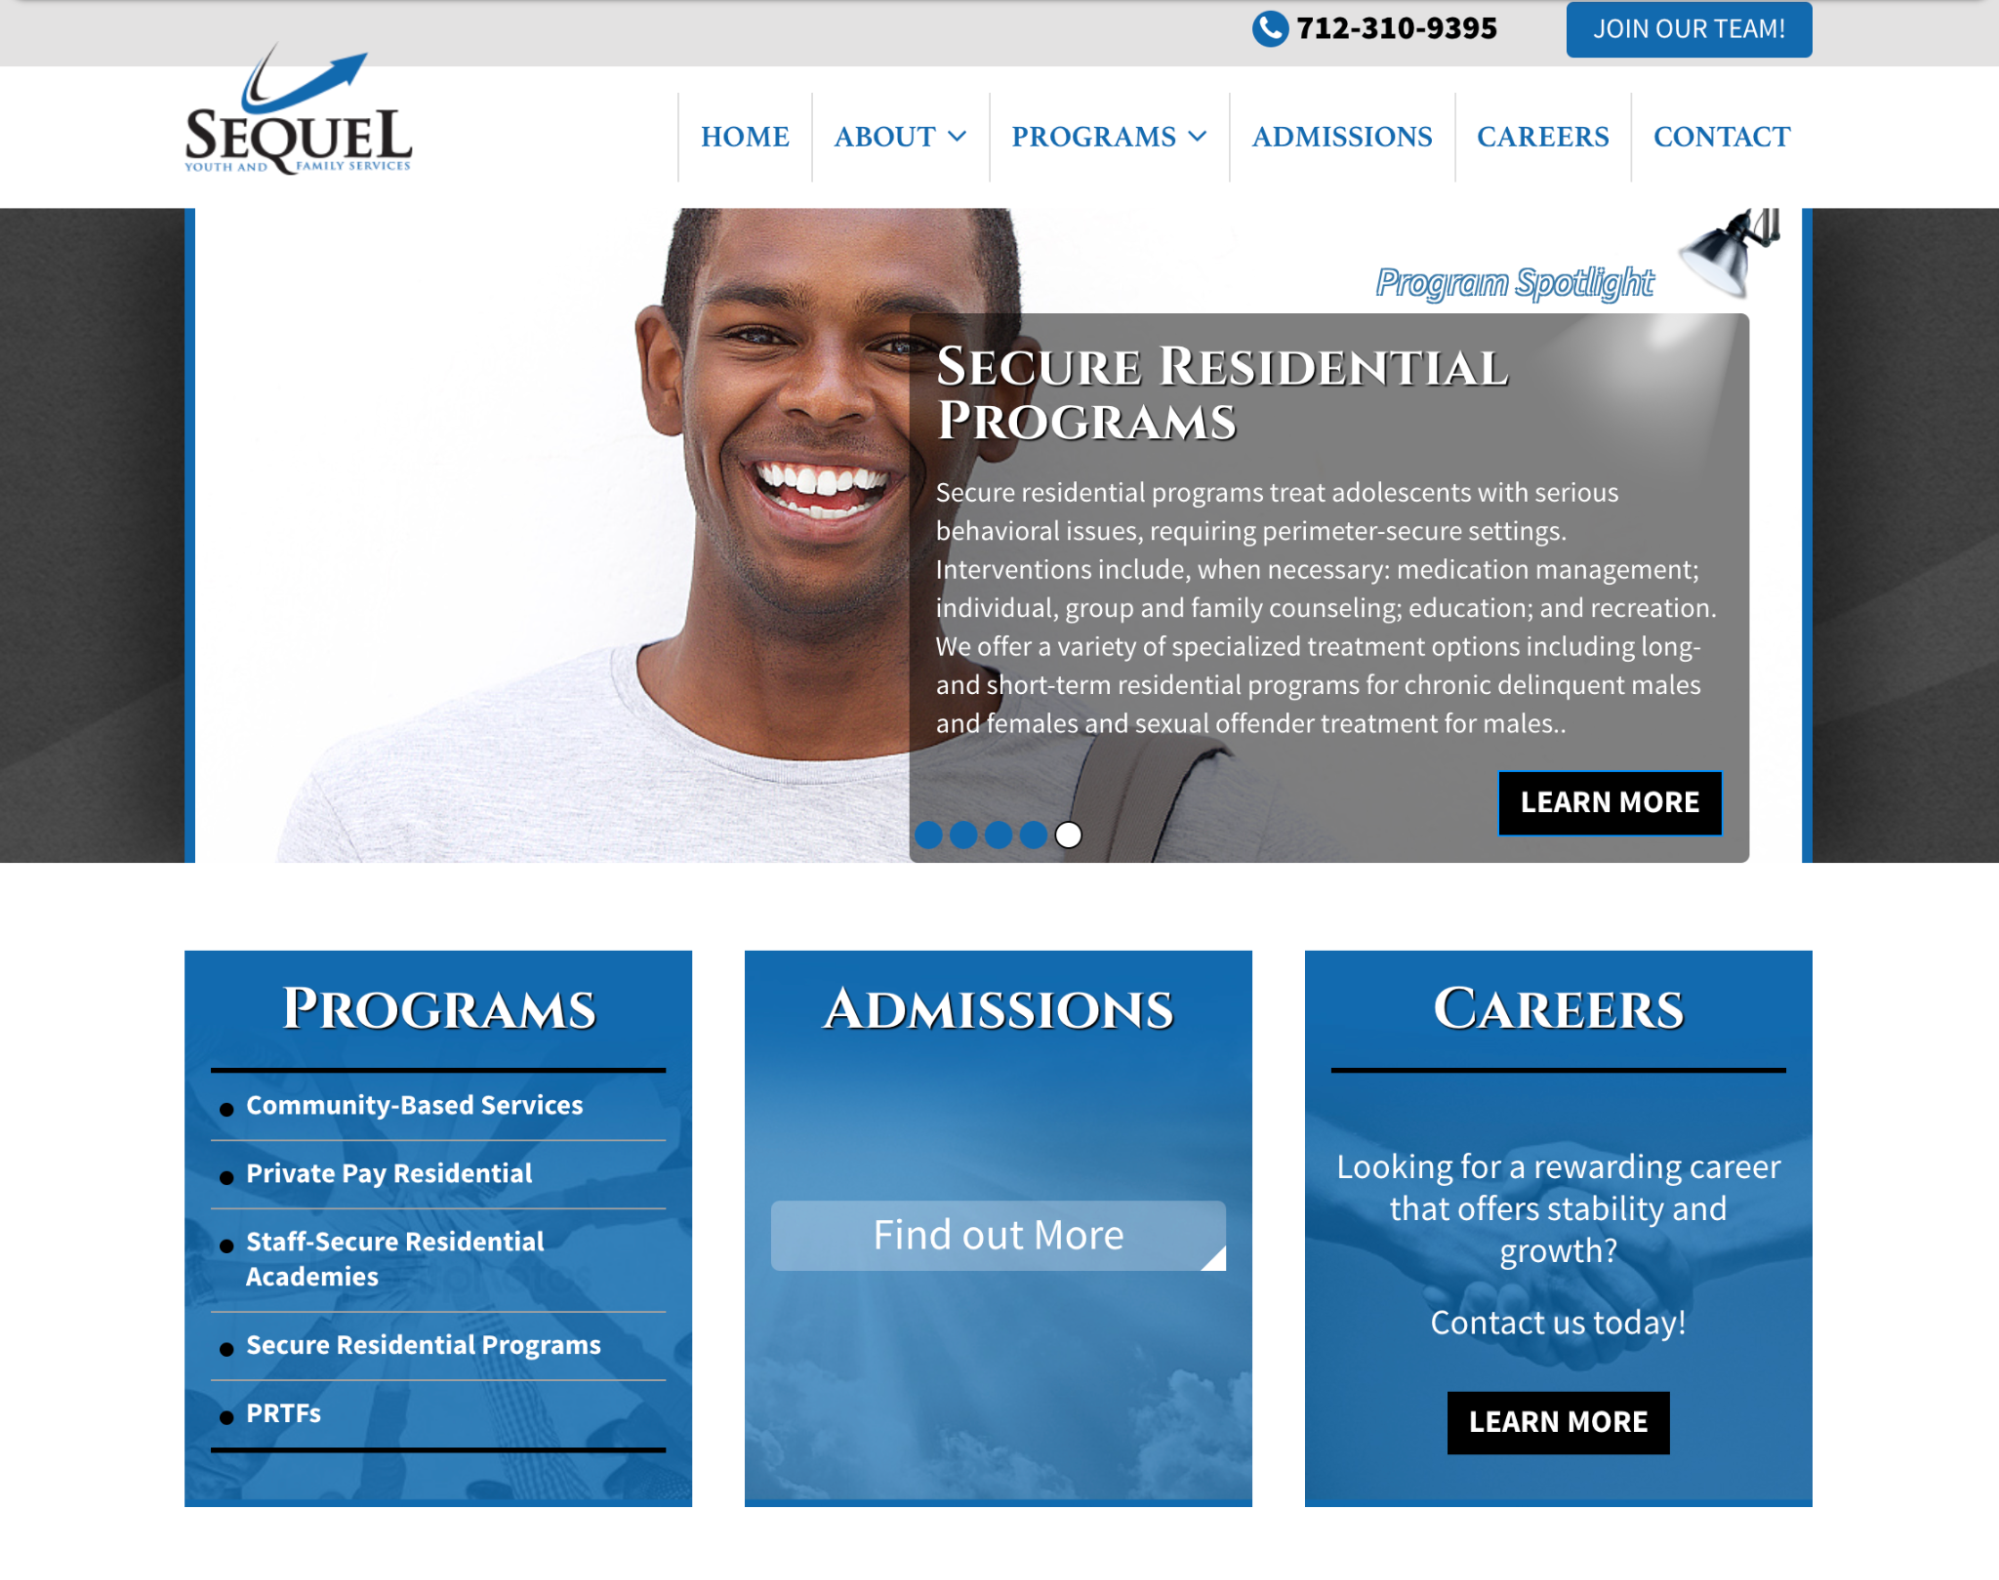 712-310-9395
JOIN OUR TEAM!
SEQUEL
YOUTH AND FAMILY SERVICES
HOME
ABOUT
PROGRAMS
ADMISSIONS
CAREERS
CONTACT
Program Spotlight
SECURE RESIDENTIAL
PROGRAMS
Secure residential programs treat adolescents with serious
behavioral issues, requiring perimeter-secure settings.
Interventions include, when necessary: medication management;
individual, group and family counseling; education; and recreation.
We offer a variety of specialized treatment options including long-
and short-term residential programs for chronic delinquent males
and females and sexual offender treatment for males..
LEARN MORE
PROGRAMS
Community-Based Services
Private Pay Residential
Staff-Secure Residential
Academies
Secure Residential Programs
PRTFs
ADMISSIONS
Find out More
CAREERS
Looking for a rewarding career
that offers stability and
growth?
Contact us today!
LEARN MORE